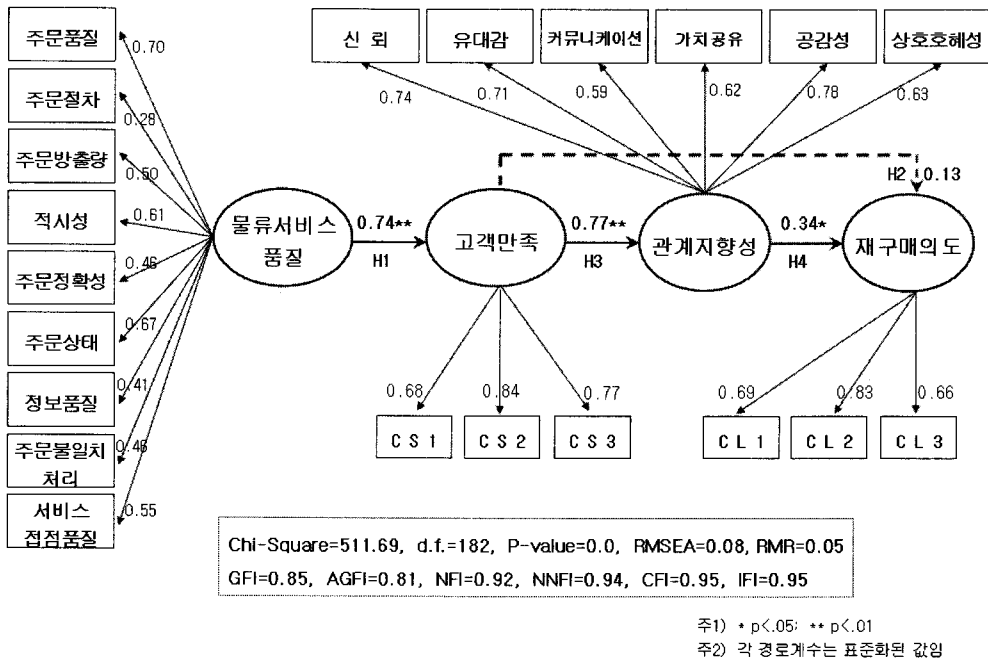 주문품질
주문절차
주문방출량
적시성
주문정확성
주문상태
정보품질
주문불일치
처리
서비스
접점품질
0.70
0.28
0.50
0.61
0.46
0.67
0.41
0.46
0.55
신 뢰
유대감
커뮤니케이션
가치공유
공감성
상호호혜성
0.74
0.71
0.59
0.62
0.78
0.63
H2
0.13
물류서비스
품질
0.74**
H1
고객만족
0.77**
H3
관계지향성
0.34*
H4
재구매의도
0.68
0.84
0.77
0.69
0.83
0.66
C S 1
C S 2
C S 3
C L 1
C L 2
C L 3
Chi-Square=511.69, d.f.=182, P-value=0.0, RMSEA=0.08, RMR=0.05
GFI=0.85, AGFI=0.81, NFI=0.92, NNFI=0.94, CFI=0.95, IFI=0.95
주1) * p<.05; ** p<.01
주2) 각 경로계수는 표준화된 값임